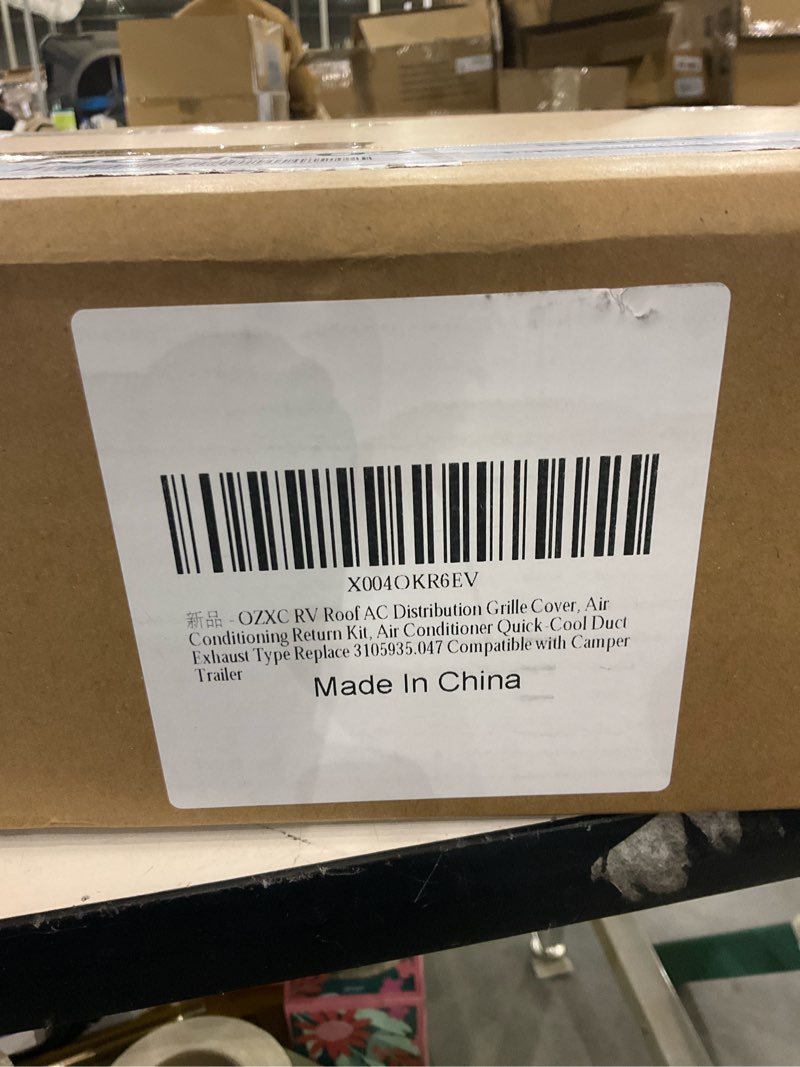 X004OKR6EV
新品 - OZXC RV Roof AC Distribution Grille Cover, Air
Conditioning Return Kit, Air Conditioner Quick-Cool Duct
Exhaust Type Replace 3105935.047 Compatible with Camper
Trailer
Made In China